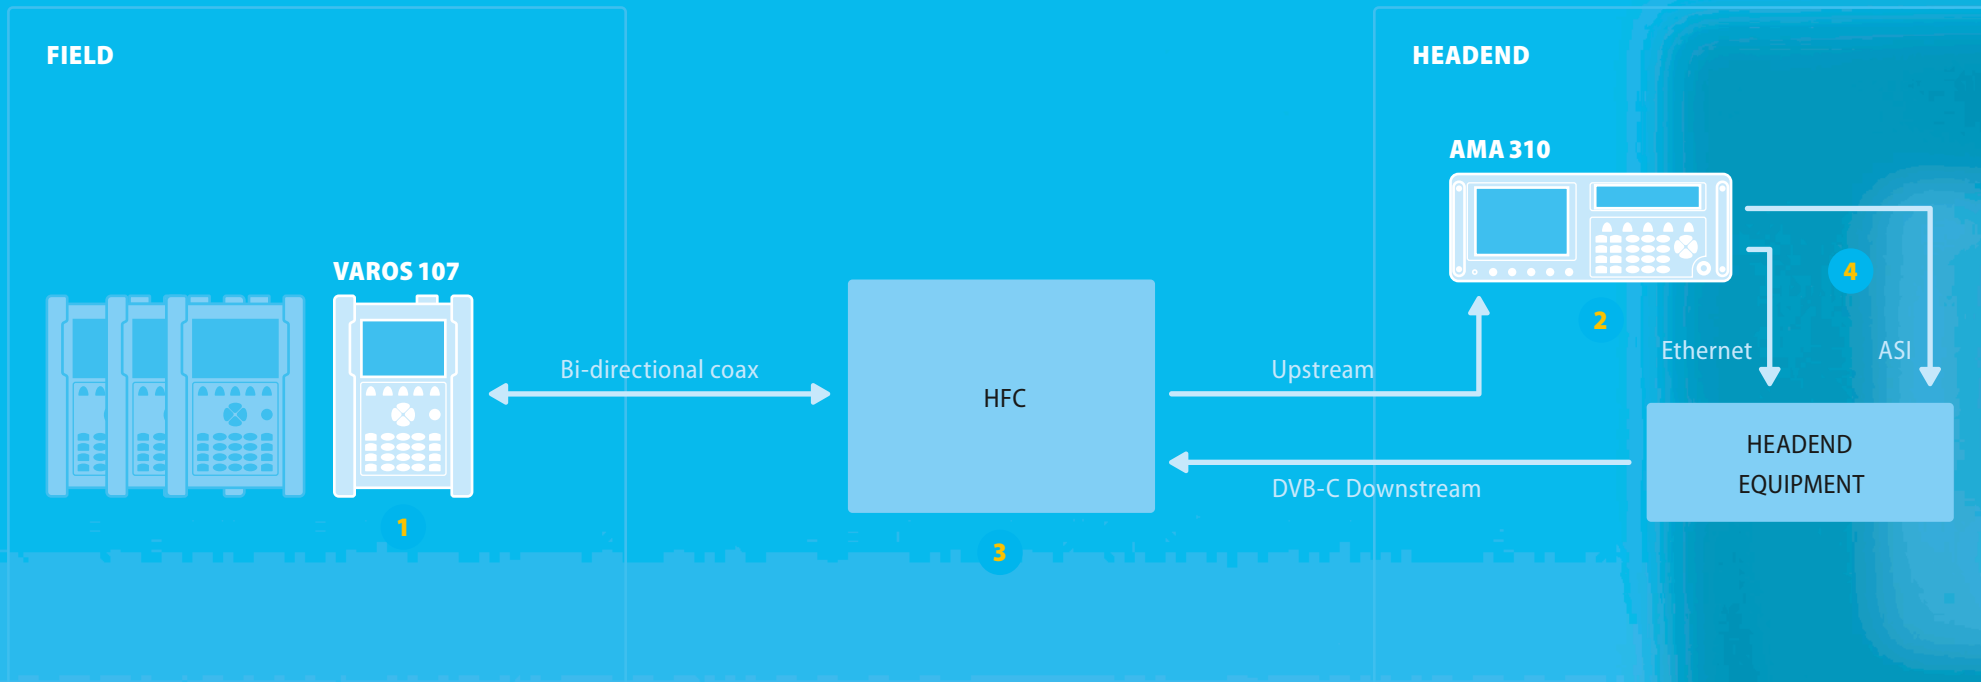 FIELD
HEADEND
AMA 310
VAROS 107
4
2
Ethernet
ASI
Bi-directional coax
HFC
Upstream
HEADEND
EQUIPMENT
DVB-C Downstream
1
3